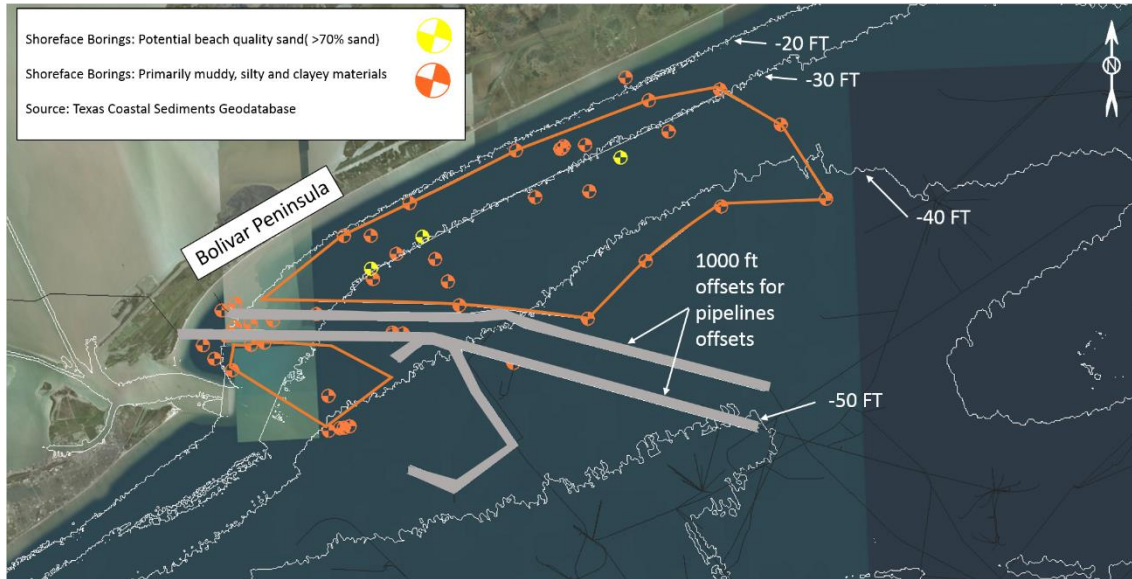 Shoreface Borings: Potential beach quality sand( >70% sand)
Shoreface Borings: Primarily muddy, silty and clayey materials
Source: Texas Coastal Sediments Geodatabase
-20 FT
-30 FT
N
Bolivar Peninsula
-40 FT
1000 ft
offsets for
pipelines
offsets
-50 FT